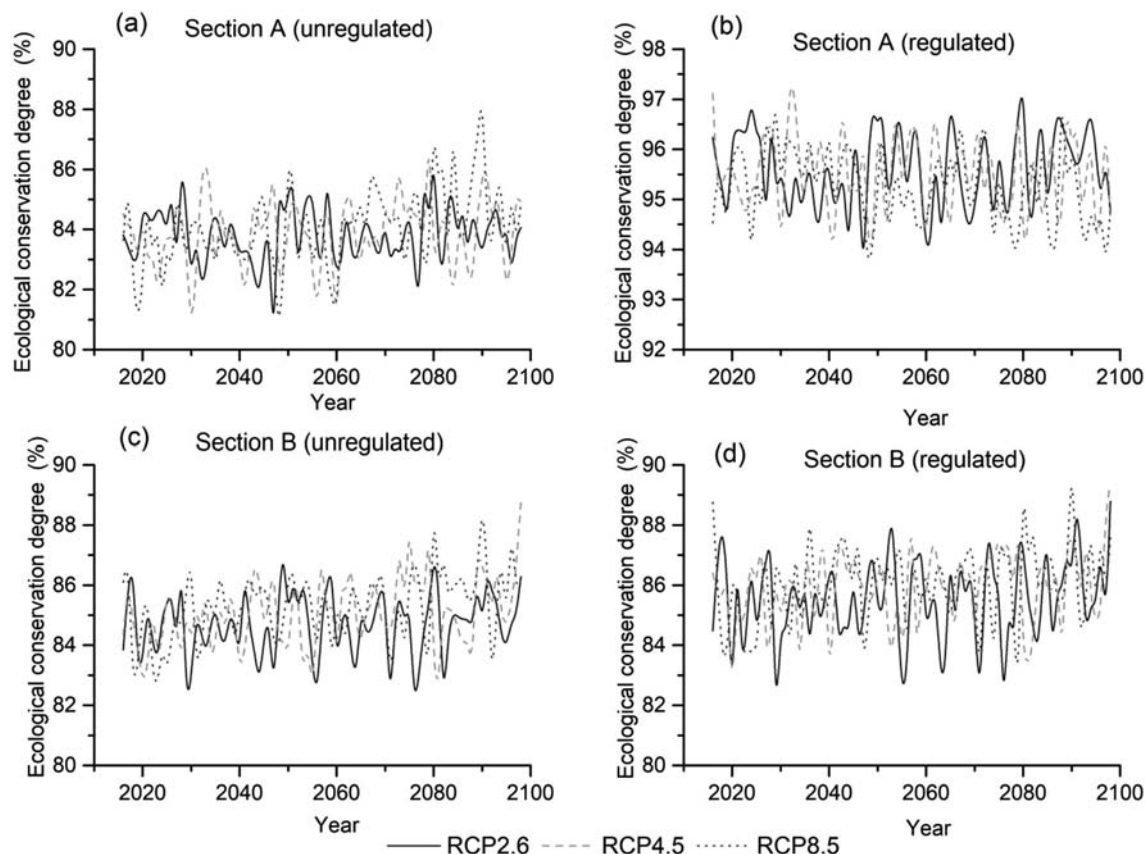 (a) Section A (unregulated)
Ecological conservation degree (%)
90
88
86
84
82
80
2020 2040 2060 2080 2100
Year
(b) Section A (regulated)
Ecological conservation degree (%)
98
97
96
95
94
93
92
2020 2040 2060 2080 2100
Year
(c) Section B (unregulated)
Ecological conservation degree (%)
90
88
86
84
82
80
2020 2040 2060 2080 2100
Year
(d) Section B (regulated)
Ecological conservation degree (%)
90
88
86
84
82
80
2020 2040 2060 2080 2100
Year
RCP2.6 RCP4.5 RCP8.5